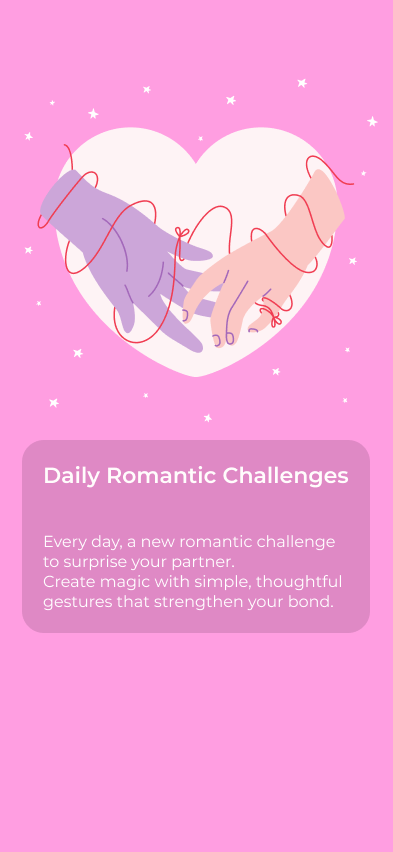 Daily Romantic Challenges
Every day, a new romantic challenge
to surprise your partner.
Create magic with simple, thoughtful
gestures that strengthen your bond.